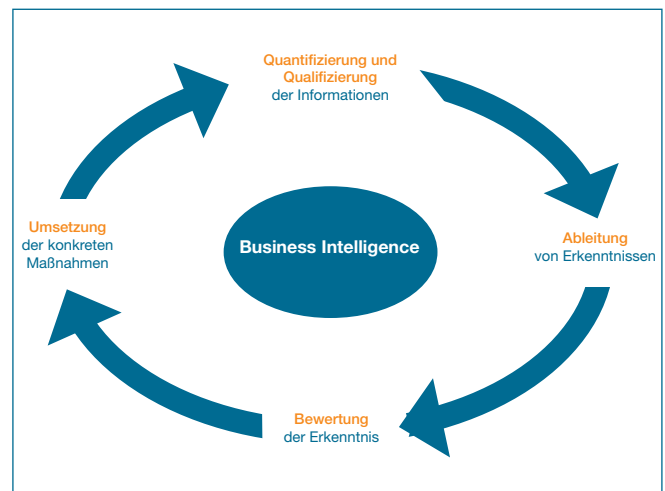 Quantifizierung und
Qualifizierung
der Informationen
Ableitung
von Erkenntnissen
Bewertung
der Erkenntnis
Umsetzung
der konkreten
Maßnahmen
Business Intelligence